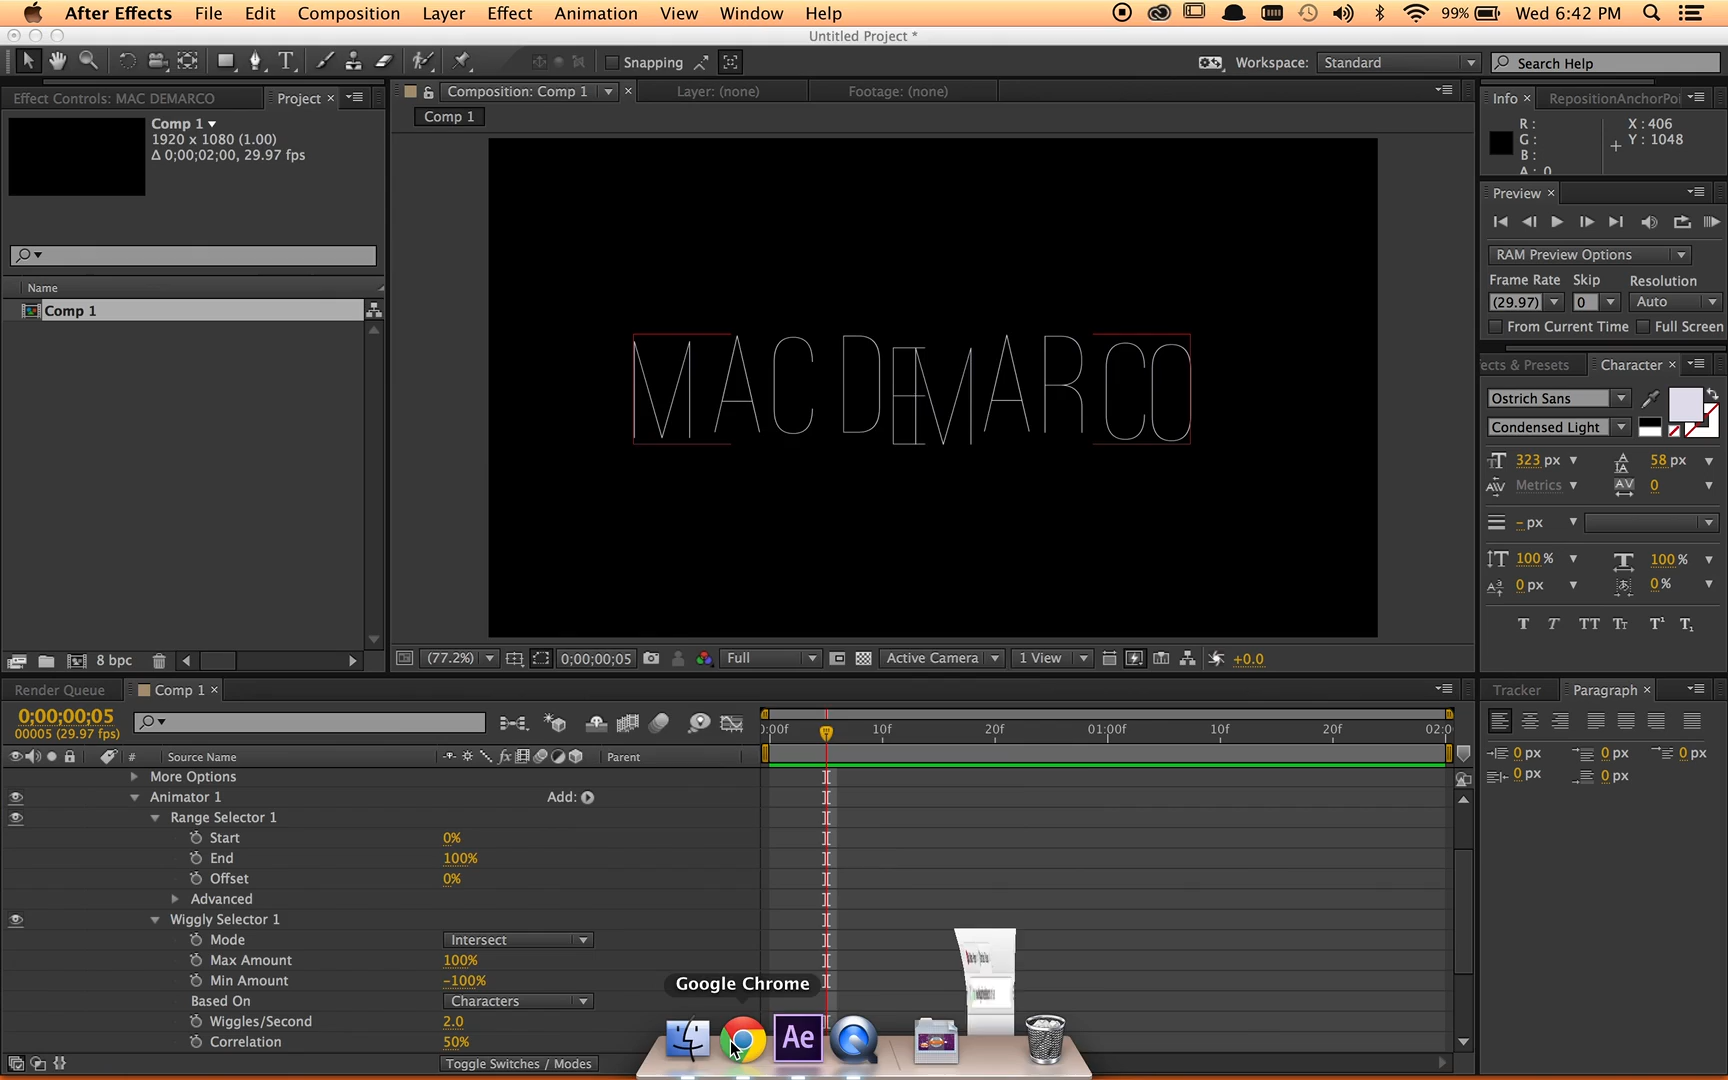 After Effects File Edit Composition Layer Effect Animation View Window Help 99% Wed 6:42 PM
Untitled Project *
T Snapping Workspace: Standard Search Help
Effect Controls: MAC DEMARCO Project × Composition: Comp 1 × Layer: (none) Footage: (none) Info × RepositionAnchorPoi
Comp 1
Comp 1
1920 x 1080 (1.00)
Δ 0;00;02;00, 29.97 fps
R :
G :
B :
A : 0
X : 406
Y : 1048
Preview ×
RAM Preview Options
Frame Rate Skip Resolution
(29.97) 0 Auto
From Current Time Full Screen
Name
Comp 1
MAC DEMARCO
ects & Presets Character ×
Ostrich Sans
Condensed Light
323 px 58 px
Metrics 0
- px
100 % 100 %
0 px 0 %
T T TT Tt T¹ T₁
8 bpc (77.2%) 0;00;00;05 Full Active Camera 1 View +0.0
Render Queue Comp 1 × Tracker Paragraph ×
0;00;00;05
00005 (29.97 fps)
0 px 0 px 0 px
0 px 0 px
):00f 10f 20f 01:00f 10f 20f 02:0
# Source Name fx Parent
More Options
Animator 1 Add:
Range Selector 1
Start 0%
End 100%
Offset 0%
Advanced
Wiggly Selector 1
Mode Intersect
Max Amount 100%
Min Amount -100%
Based On Characters
Wiggles/Second 2.0
Correlation 50%
Google Chrome
Ae
Toggle Switches / Modes